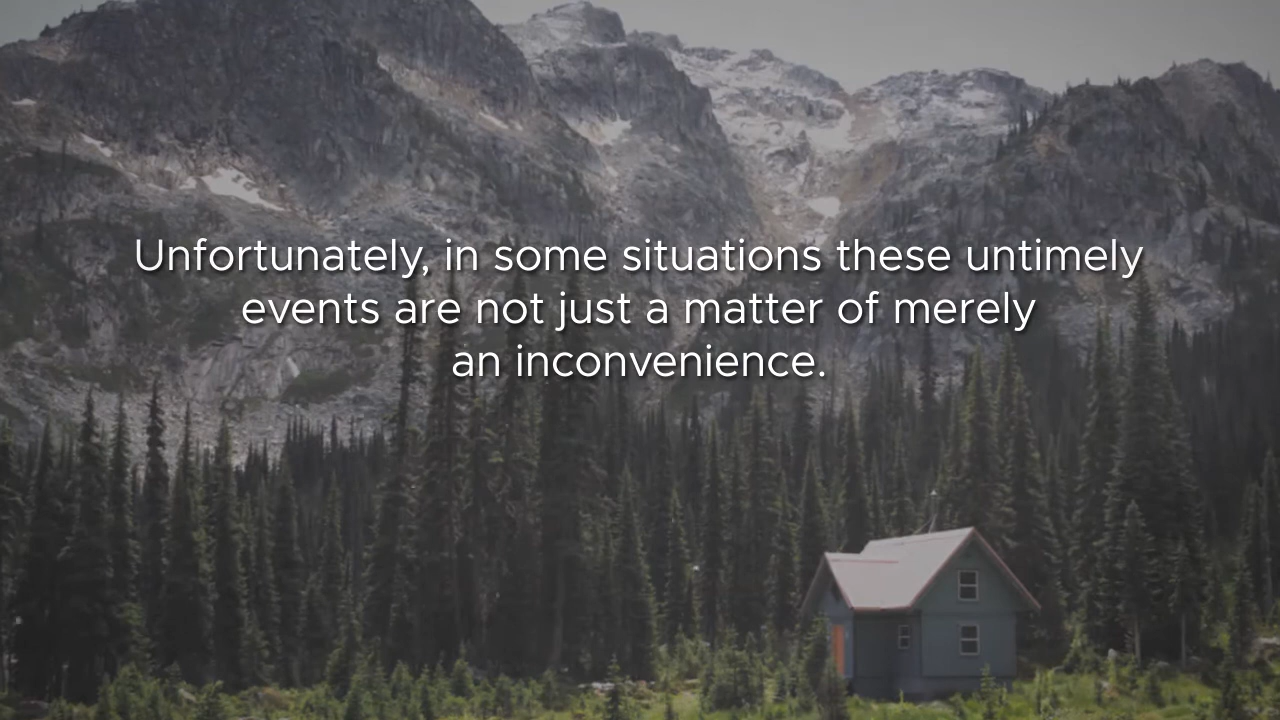 Unfortunately, in some situations these untimely
events are not just a matter of merely
an inconvenience.